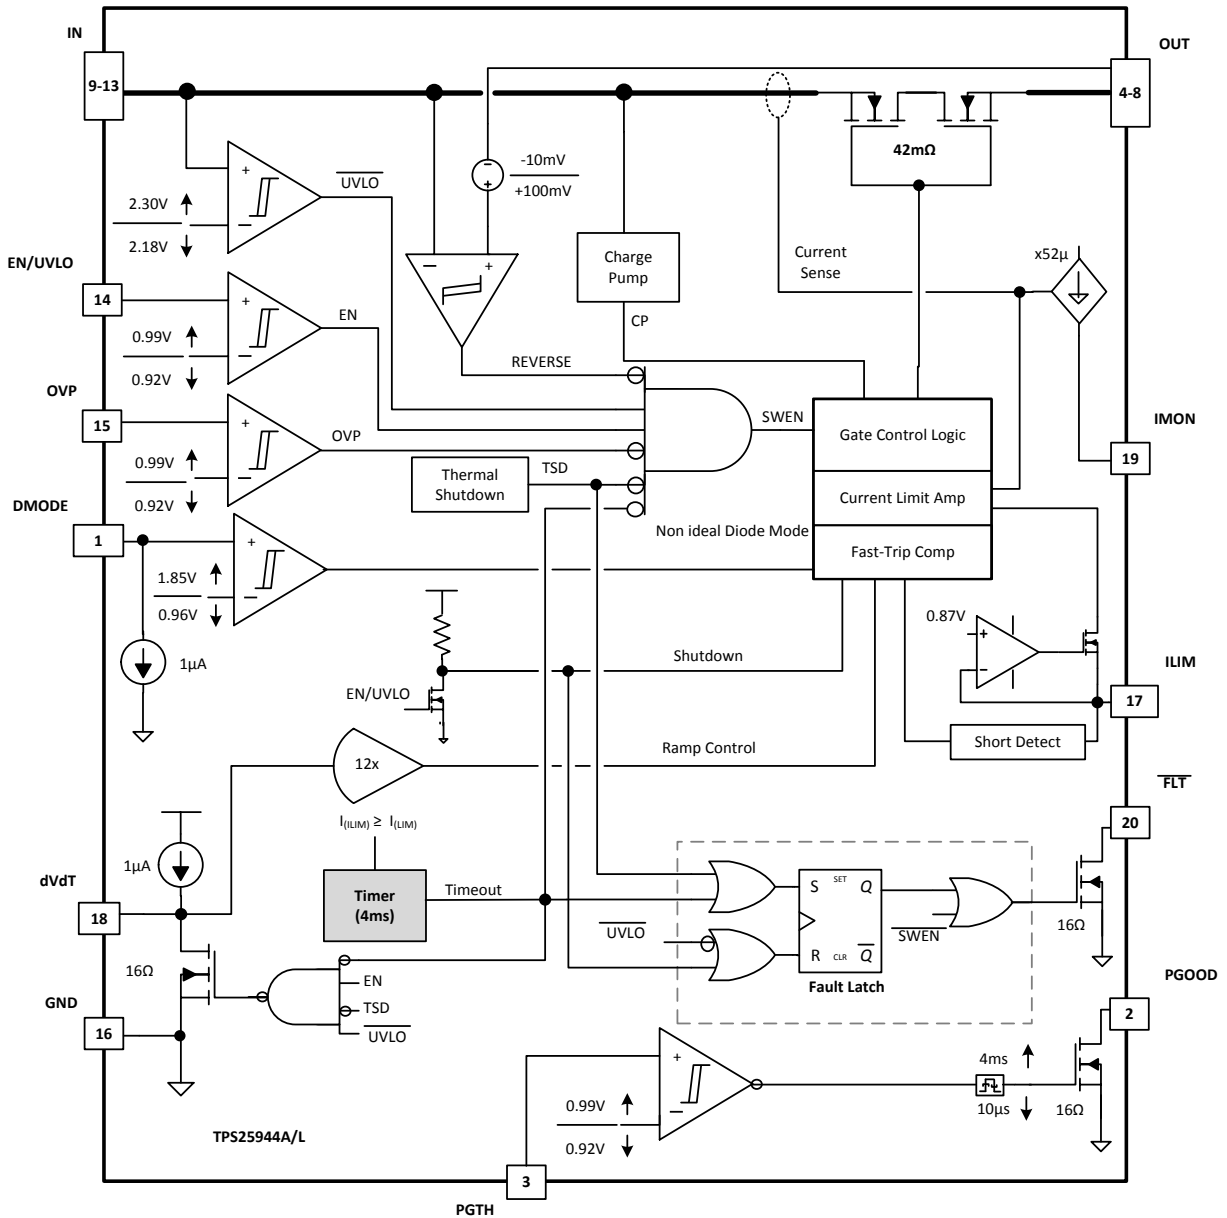 IN
OUT
9-13
4-8
42mΩ
-10mV
+100mV
+
−
UVLO
2.30V
2.18V
−
+
−
+
Charge
Pump
Current
Sense
x52µ
EN/UVLO
14
+
−
EN
0.99V
0.92V
CP
REVERSE
OVP
15
+
−
OVP
0.99V
0.92V
SWEN
Gate Control Logic
IMON
19
Thermal
Shutdown
TSD
Current Limit Amp
DMODE
1
+
−
Non ideal Diode Mode
Fast-Trip Comp
1.85V
0.96V
1µA
0.87V
+
−
Shutdown
ILIM
17
EN/UVLO
Short Detect
12x
Ramp Control
FLT
20
I(ILIM) ≥ I(LIM)
1µA
dVdT
18
Timer
(4ms)
Timeout
S
SET
Q
UVLO
SWEN
16Ω
R
CLR
Q
Fault Latch
16Ω
EN
TSD
UVLO
GND
16
PGOOD
2
+
−
4ms
10µs
16Ω
0.99V
0.92V
TPS25944A/L
3
PGTH